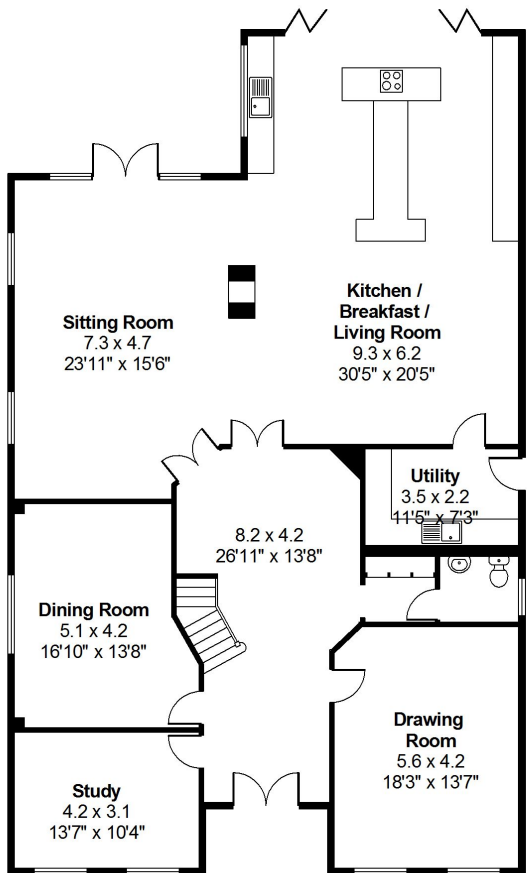 Kitchen /
Breakfast /
Living Room
9.3 x 6.2
30'5" x 20'5"
Sitting Room
7.3 x 4.7
23'11" x 15'6"
Utility
3.5 x 2.2
11'5" x 7'3"
8.2 x 4.2
26'11" x 13'8"
Dining Room
5.1 x 4.2
16'10" x 13'8"
Drawing
Room
5.6 x 4.2
18'3" x 13'7"
Study
4.2 x 3.1
13'7" x 10'4"